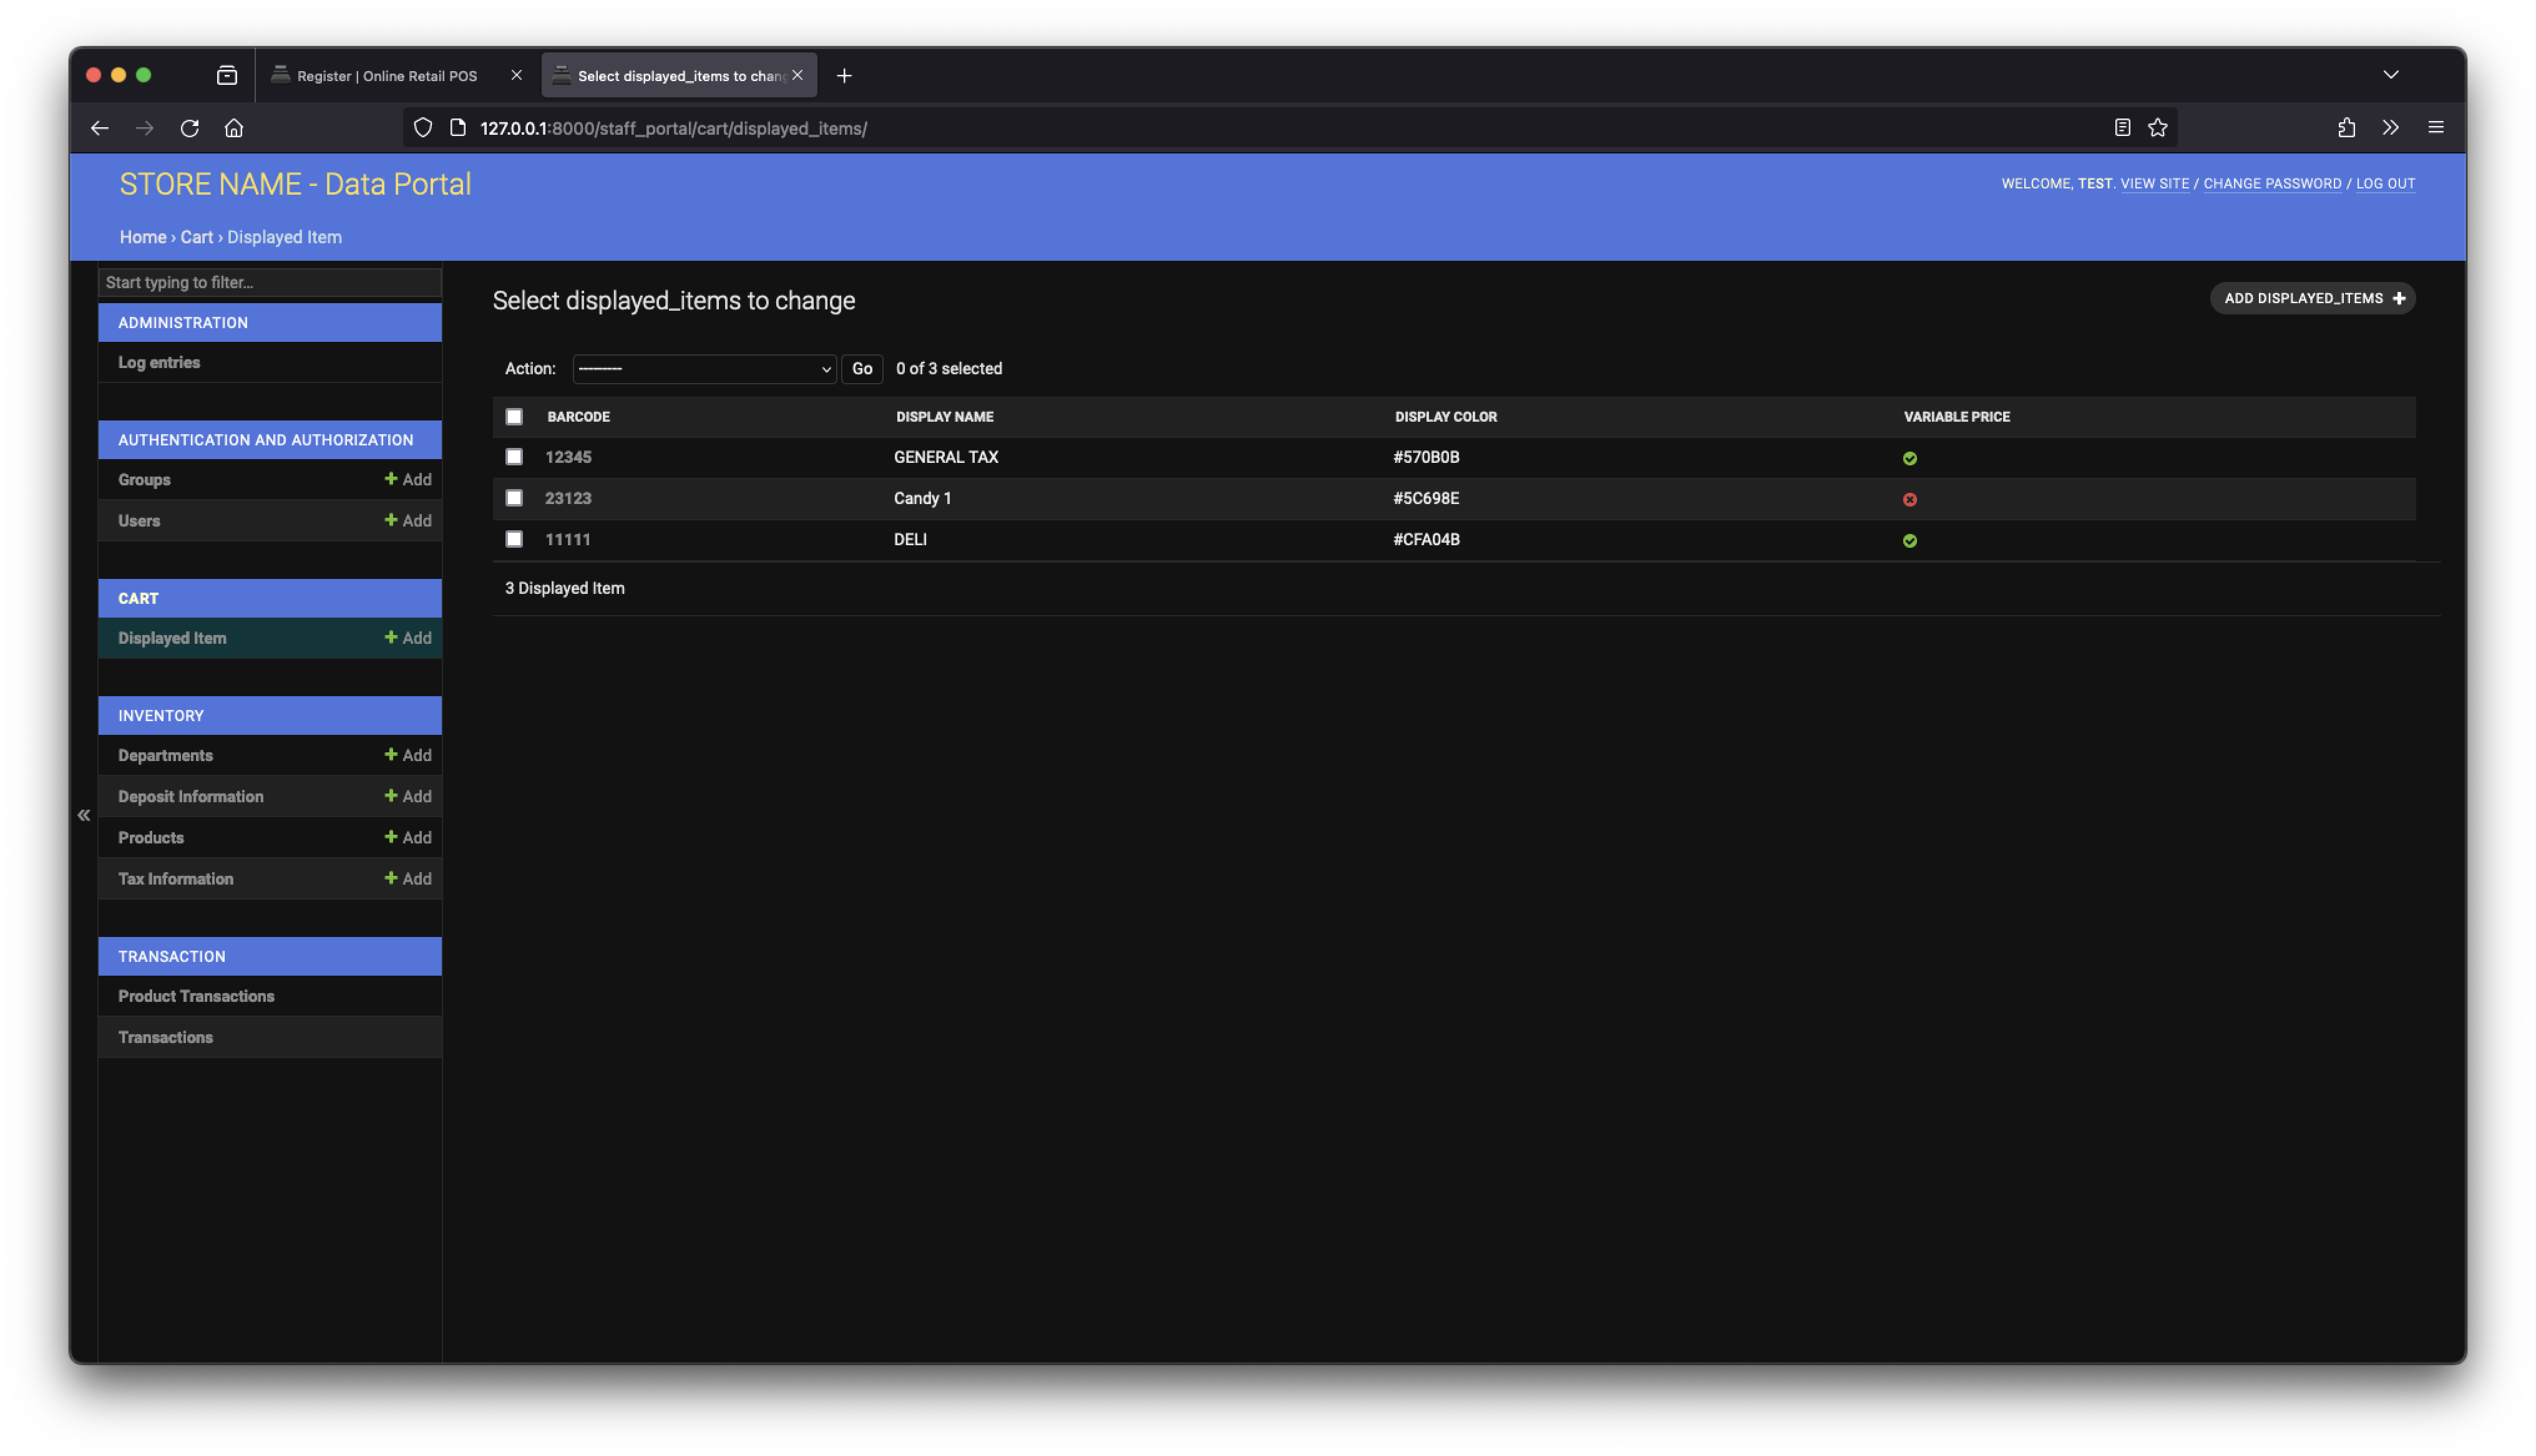 Register | Online Retail POS
Select displayed_items to chang
127.0.0.1:8000/staff_portal/cart/displayed_items/
STORE NAME - Data Portal
WELCOME, TEST. VIEW SITE / CHANGE PASSWORD / LOG OUT
Home › Cart › Displayed Item
Start typing to filter...
ADMINISTRATION
Log entries
AUTHENTICATION AND AUTHORIZATION
Groups + Add
Users + Add
CART
Displayed Item + Add
INVENTORY
Departments + Add
Deposit Information + Add
Products + Add
Tax Information + Add
TRANSACTION
Product Transactions
Transactions
«
Select displayed_items to change
ADD DISPLAYED_ITEMS +
Action: --------- Go 0 of 3 selected
BARCODE DISPLAY NAME DISPLAY COLOR VARIABLE PRICE
12345 GENERAL TAX #570B0B
23123 Candy 1 #5C698E
11111 DELI #CFA04B
3 Displayed Item